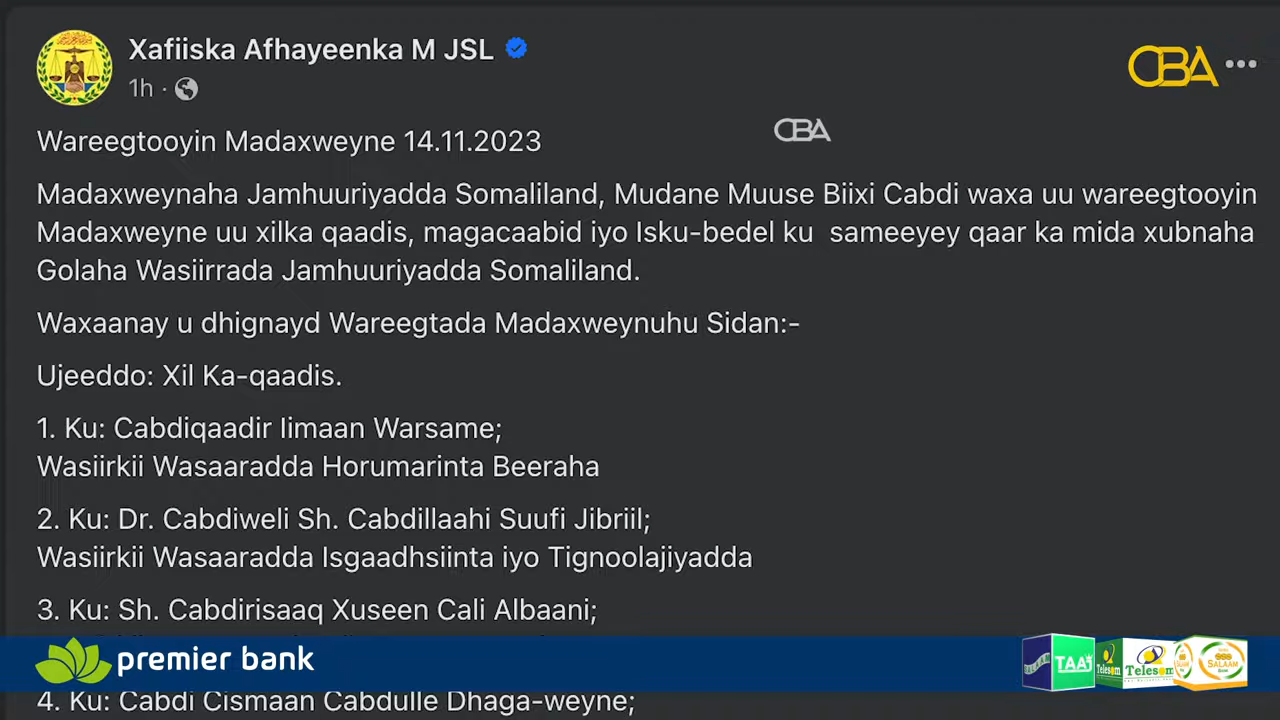 Xafiiska Afhayeenka M JSL
1h ·
CBA
CBA
Wareegtooyin Madaxweyne 14.11.2023
Madaxweynaha Jamhuuriyadda Somaliland, Mudane Muuse Biixi Cabdi waxa uu wareegtooyin
Madaxweyne uu xilka qaadis, magacaabid iyo Isku-bedel ku sameeyey qaar ka mida xubnaha
Golaha Wasiirrada Jamhuuriyadda Somaliland.
Waxaanay u dhignayd Wareegtada Madaxweynuhu Sidan:-
Ujeeddo: Xil Ka-qaadis.
1. Ku: Cabdiqaadir Iimaan Warsame;
Wasiirkii Wasaaradda Horumarinta Beeraha
2. Ku: Dr. Cabdiweli Sh. Cabdillaahi Suufi Jibriil;
Wasiirkii Wasaaradda Isgaadhsiinta iyo Tignoolajiyadda
3. Ku: Sh. Cabdirisaaq Xuseen Cali Albaani;
premier bank
TAAJ
Telesom
Telesom
SALAAM
4. Ku: Cabdi Cismaan Cabdulle Dhaga-weyne;